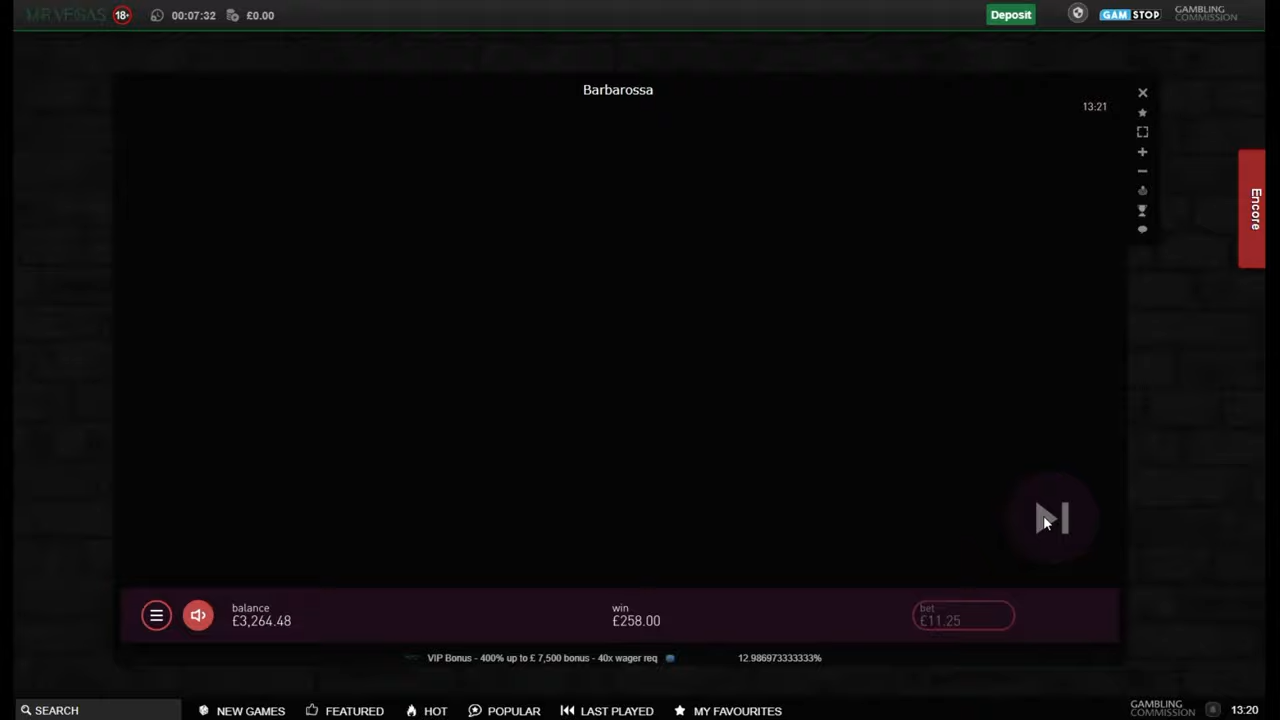 MR VEGAS 18+ 00:07:32 £0.00 Deposit GAMSTOP GAMBLING COMMISSION
Barbarossa
13:21
Encore
balance
£3,264.48
win
£258.00
bet
£11.25
VIP Bonus - 400% up to £ 7,500 bonus - 40x wager req 12.986973333333%
SEARCH NEW GAMES FEATURED HOT POPULAR LAST PLAYED MY FAVOURITES GAMBLING COMMISSION 13:20